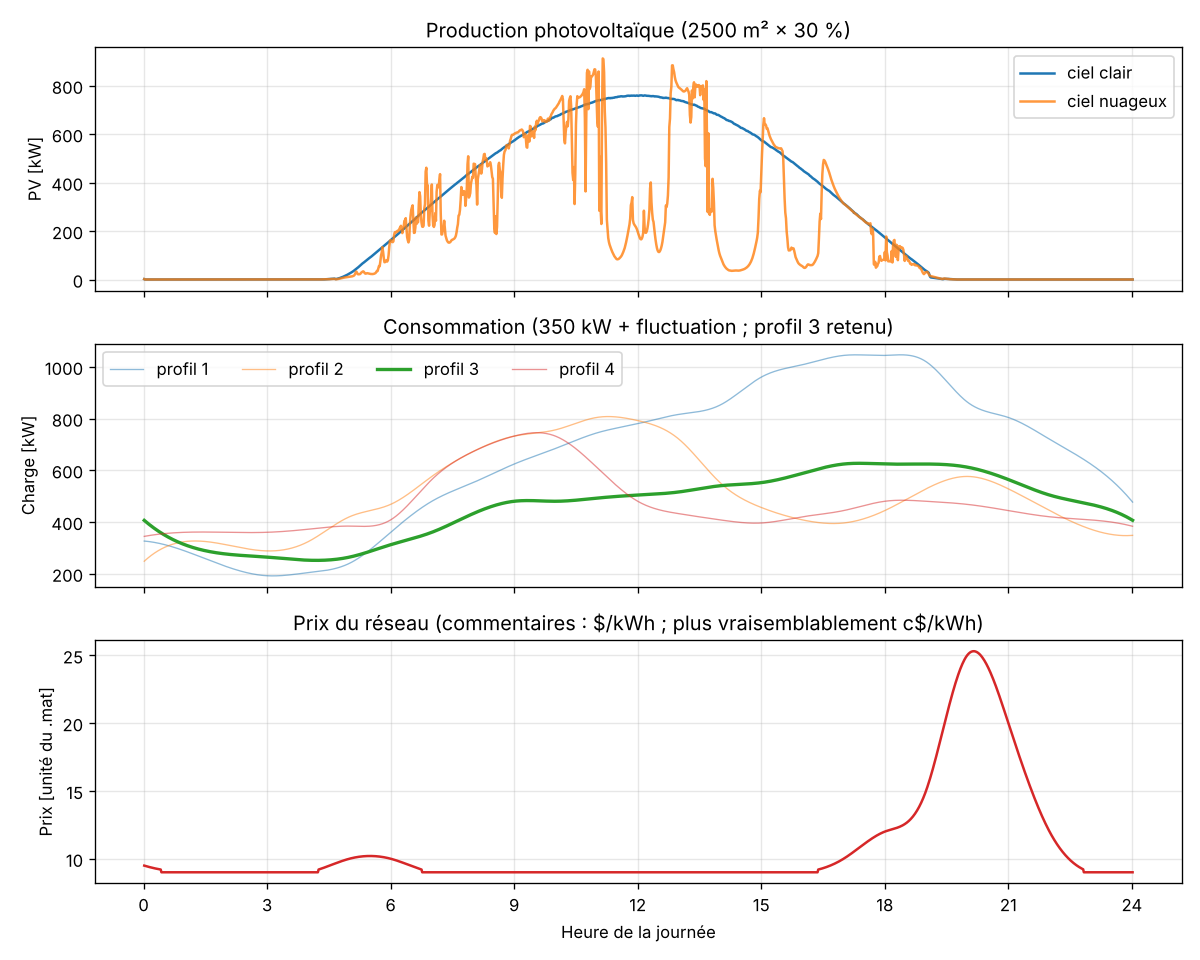 Production photovoltaïque (2500 m² × 30 %)
PV [kW]
800
600
400
200
0
ciel clair
ciel nuageux
Consommation (350 kW + fluctuation ; profil 3 retenu)
Charge [kW]
1000
800
600
400
200
profil 1 profil 2 profil 3 profil 4
Prix du réseau (commentaires : $/kWh ; plus vraisemblablement c$/kWh)
Prix [unité du .mat]
25
20
15
10
0 3 6 9 12 15 18 21 24
Heure de la journée